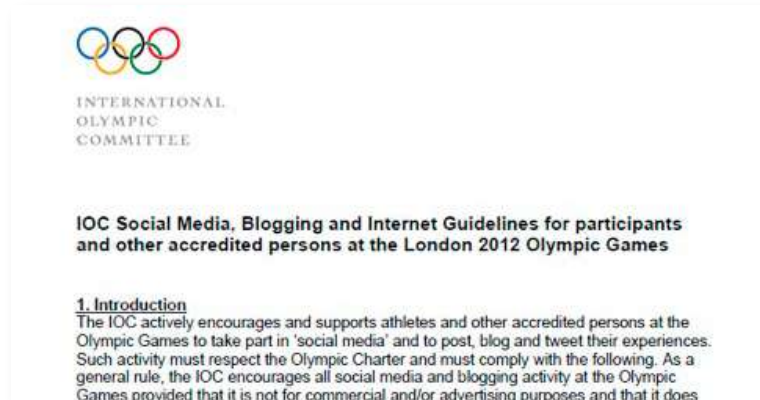 INTERNATIONAL
OLYMPIC
COMMITTEE
IOC Social Media, Blogging and Internet Guidelines for participants
and other accredited persons at the London 2012 Olympic Games
1. Introduction
The IOC actively encourages and supports athletes and other accredited persons at the
Olympic Games to take part in 'social media' and to post, blog and tweet their experiences.
Such activity must respect the Olympic Charter and must comply with the following. As a
general rule, the IOC encourages all social media and blogging activity at the Olympic
Games provided that it is not for commercial and/or advertising purposes and that it does